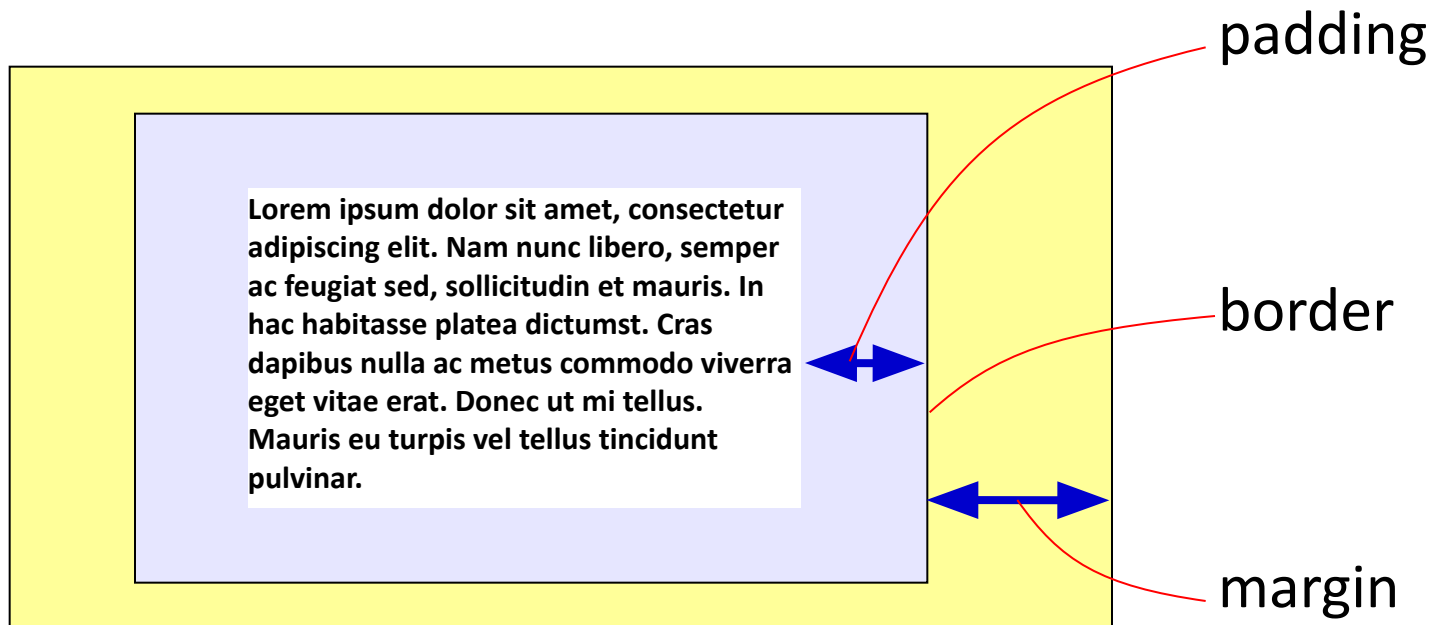 padding
Lorem ipsum dolor sit amet, consectetur
adipiscing elit. Nam nunc libero, semper
ac feugiat sed, sollicitudin et mauris. In
hac habitasse platea dictumst. Cras
dapibus nulla ac metus commodo viverra
eget vitae erat. Donec ut mi tellus.
Mauris eu turpis vel tellus tincidunt
pulvinar.
border
margin